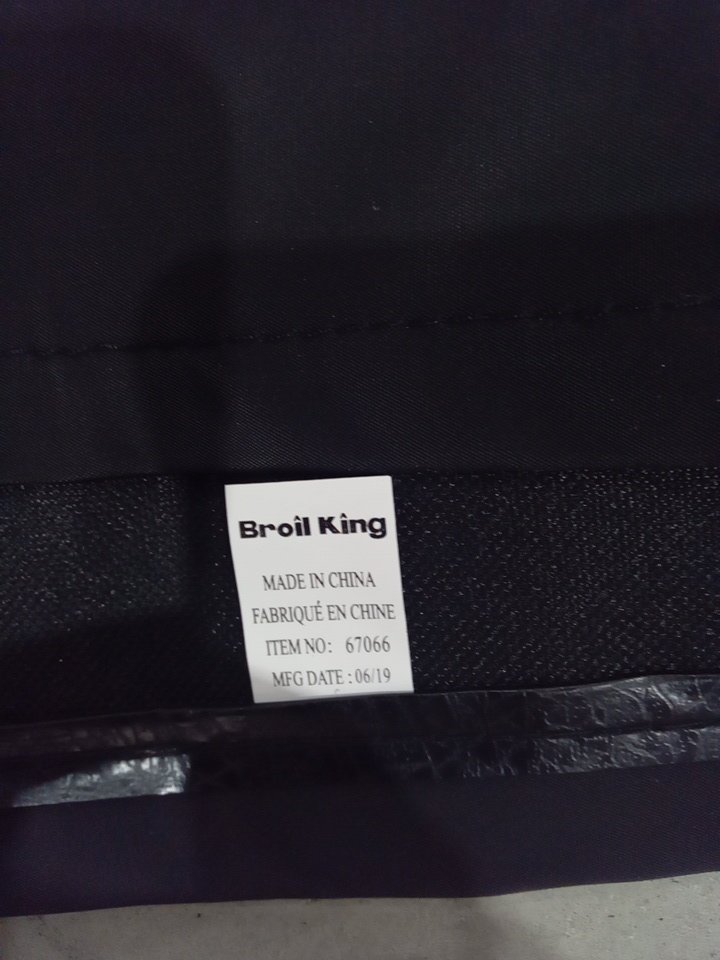 Broil King
MADE IN CHINA
FABRIQUÉ EN CHINE
ITEM NO: 67066
MFG DATE : 06/19